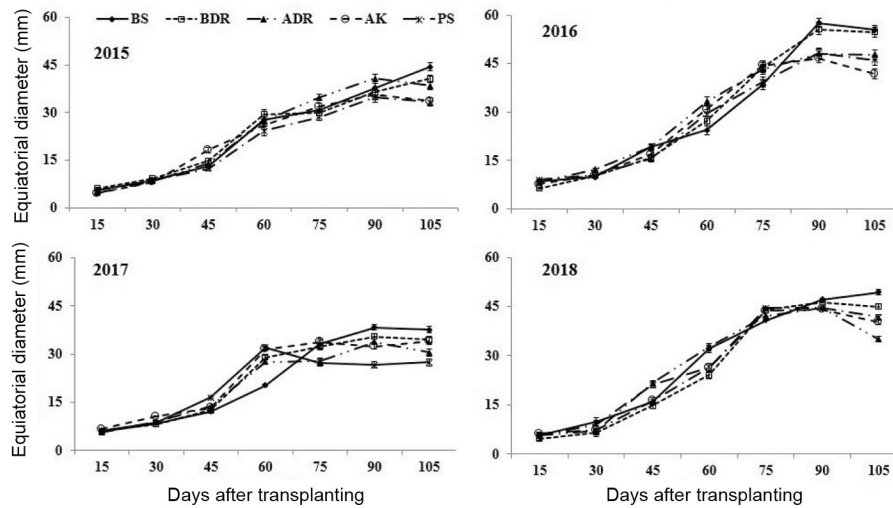 BS BDR ADR AK PS
Equiatorial diameter (mm)
60
45
30
15
0
2015
15 30 45 60 75 90 105
60
45
30
15
0
2016
15 30 45 60 75 90 105
Equiatorial diameter (mm)
60
45
30
15
0
2017
15 30 45 60 75 90 105
Days after transplanting
60
45
30
15
0
2018
15 30 45 60 75 90 105
Days after transplanting